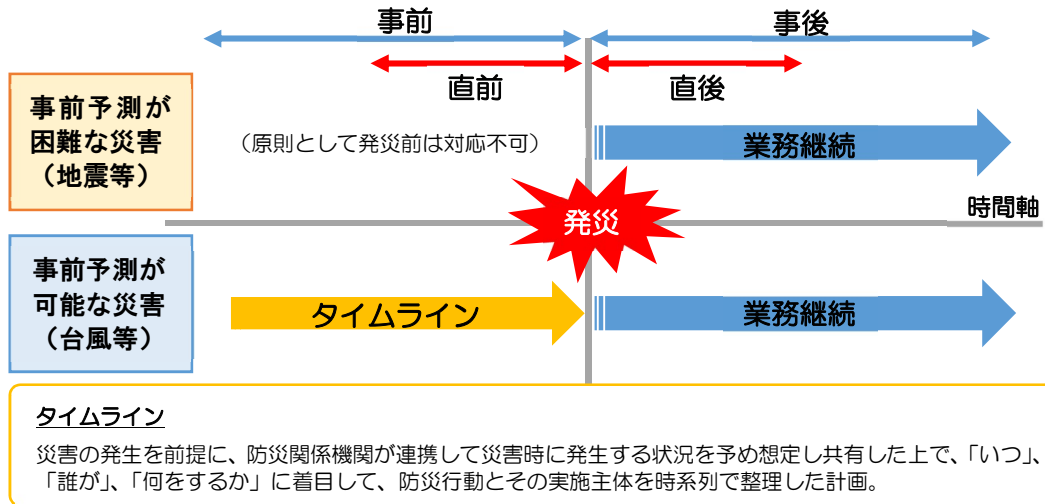 事前
事後
直前
直後
事前予測が
困難な災害
（地震等）
（原則として発災前は対応不可）
業務継続
発災
時間軸
事前予測が
可能な災害
（台風等）
タイムライン
業務継続
タイムライン
災害の発生を前提に、防災関係機関が連携して災害時に発生する状況を予め想定し共有した上で、「いつ」、
「誰が」、「何をするか」に着目して、防災行動とその実施主体を時系列で整理した計画。